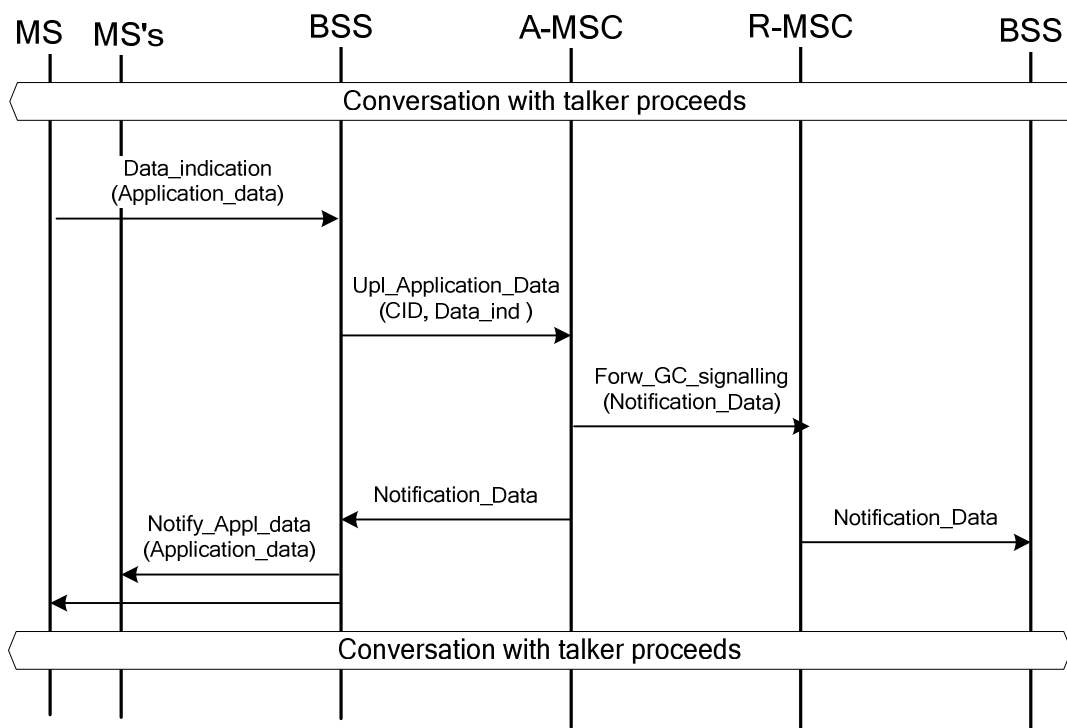 MS
MS's
BSS
A-MSC
R-MSC
BSS
Conversation with talker proceeds
Data_indication
(Application_data)
Upl_Application_Data
(CID, Data_ind )
Forw_GC_signalling
(Notification_Data)
Notification_Data
Notification_Data
Notify_Appl_data
(Application_data)
Conversation with talker proceeds